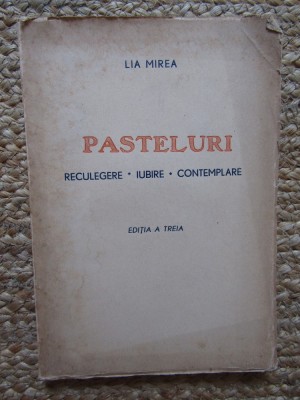 LIA MIREA
PASTELURI
RECULEGERE • IUBIRE • CONTEMPLARE
EDIȚIA A TREIA